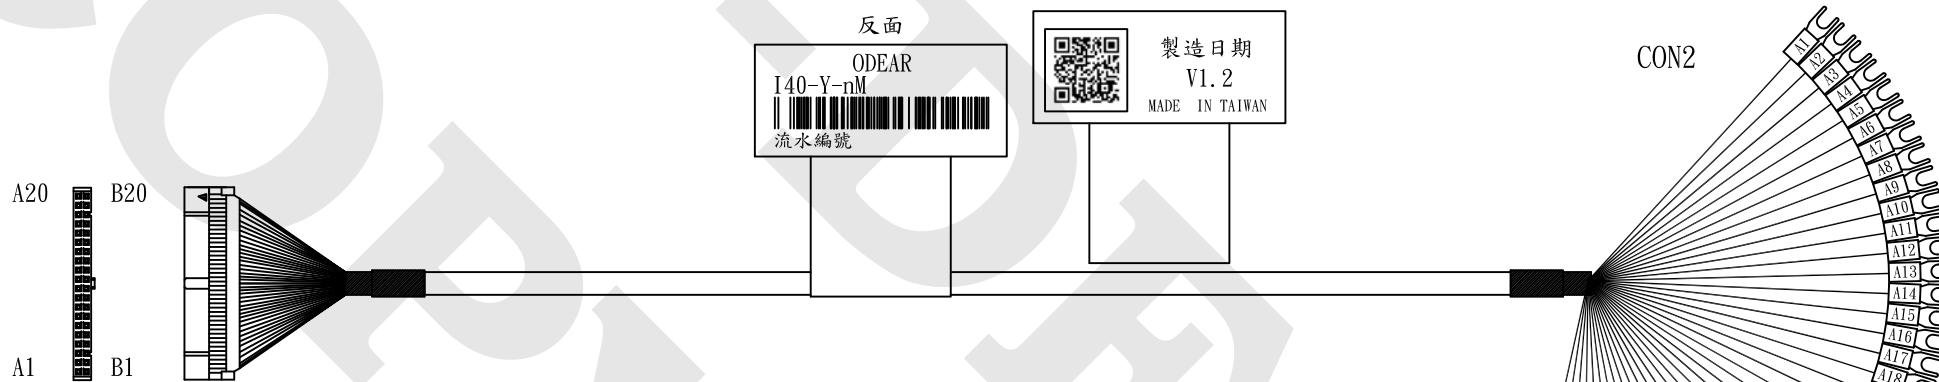 反面
ODEAR
I40-Y-nM
流水編號
製造日期
V1.2
MADE IN TAIWAN
CON2
A20
B20
A1
B1
A1
A2
A3
A4
A5
A6
A7
A8
A9
A10
A11
A12
A13
A14
A15
A16
A17
A18